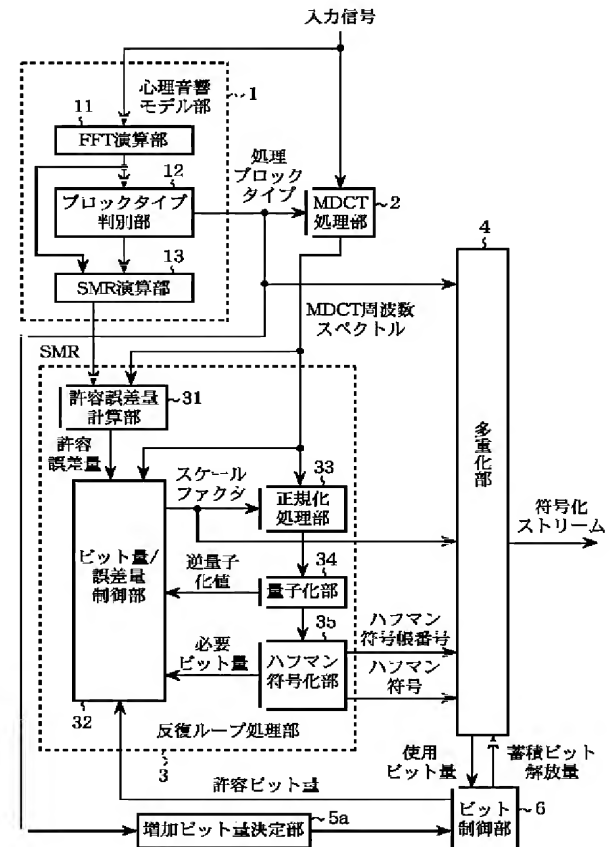 入力信号
心理音響
モデル部
1
11
FFT演算部
12
ブロックタイプ
判別部
13
SMR演算部
処理
ブロック
タイプ
MDCT
処理部
2
4
MDCT周波数
スペクトル
SMR
許容誤差量
計算部
31
許容
誤差量
スケール
ファクタ
33
正規化
処理部
多重化部
符号化
ストリーム
ビット量/
誤差量
制御部
逆量子
化値
34
量子化部
35
必要
ビット量
ハフマン
符号化部
ハフマン
符号帳番号
ハフマン
符号
32
反復ループ処理部
3
使用
ビット量
蓄積ビット
解放量
許容ビット量
5a
増加ビット量決定部
ビット
制御部
6